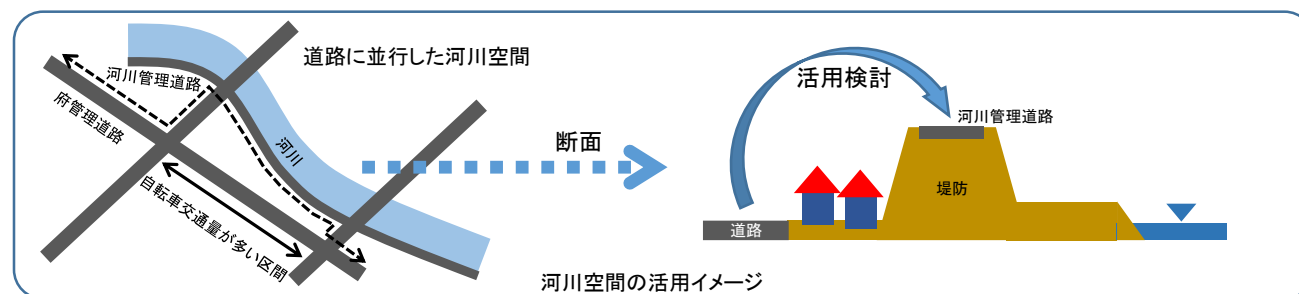 道路に並行した河川空間
河川管理道路
府管理道路
河川
自転車交通量が多い区間
断面
活用検討
河川管理道路
堤防
道路
河川空間の活用イメージ